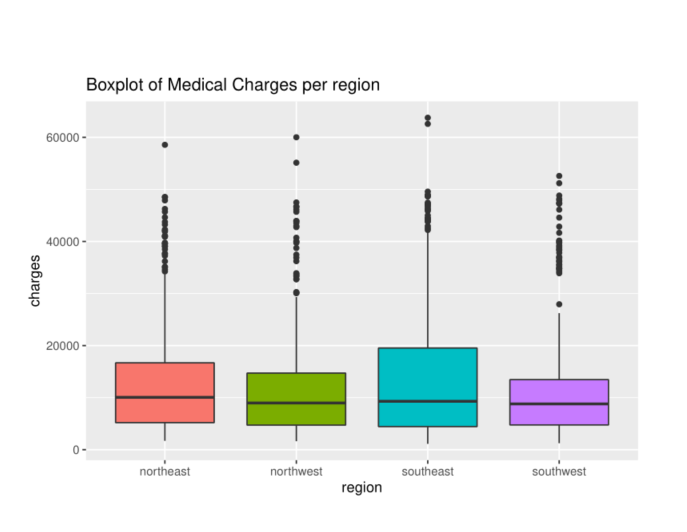 Boxplot of Medical Charges per region
60000
40000
20000
0
charges
northeast northwest southeast southwest
region